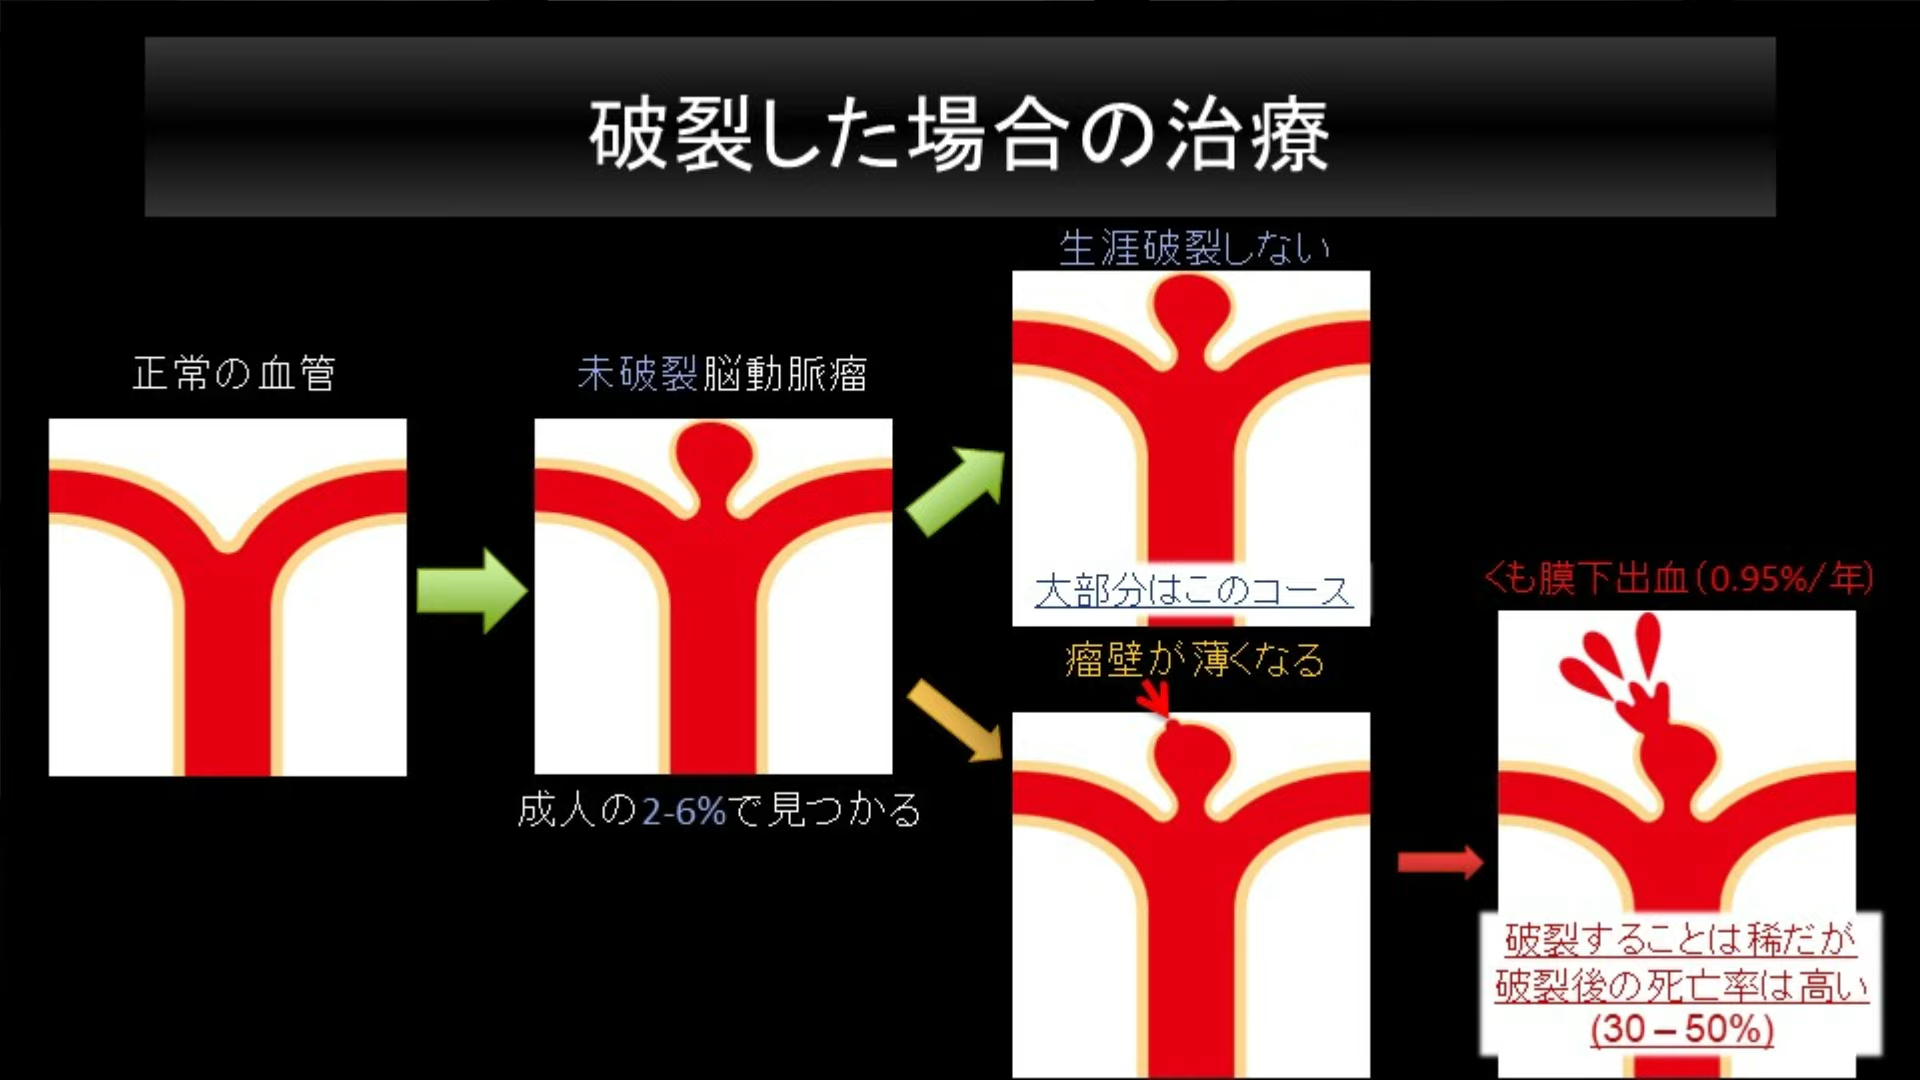 破裂した場合の治療
正常の血管
未破裂脳動脈瘤
成人の2-6%で見つかる
生涯破裂しない
大部分はこのコース
瘤壁が薄くなる
くも膜下出血(0.95%/年)
破裂することは稀だが
破裂後の死亡率は高い
(30－50%)